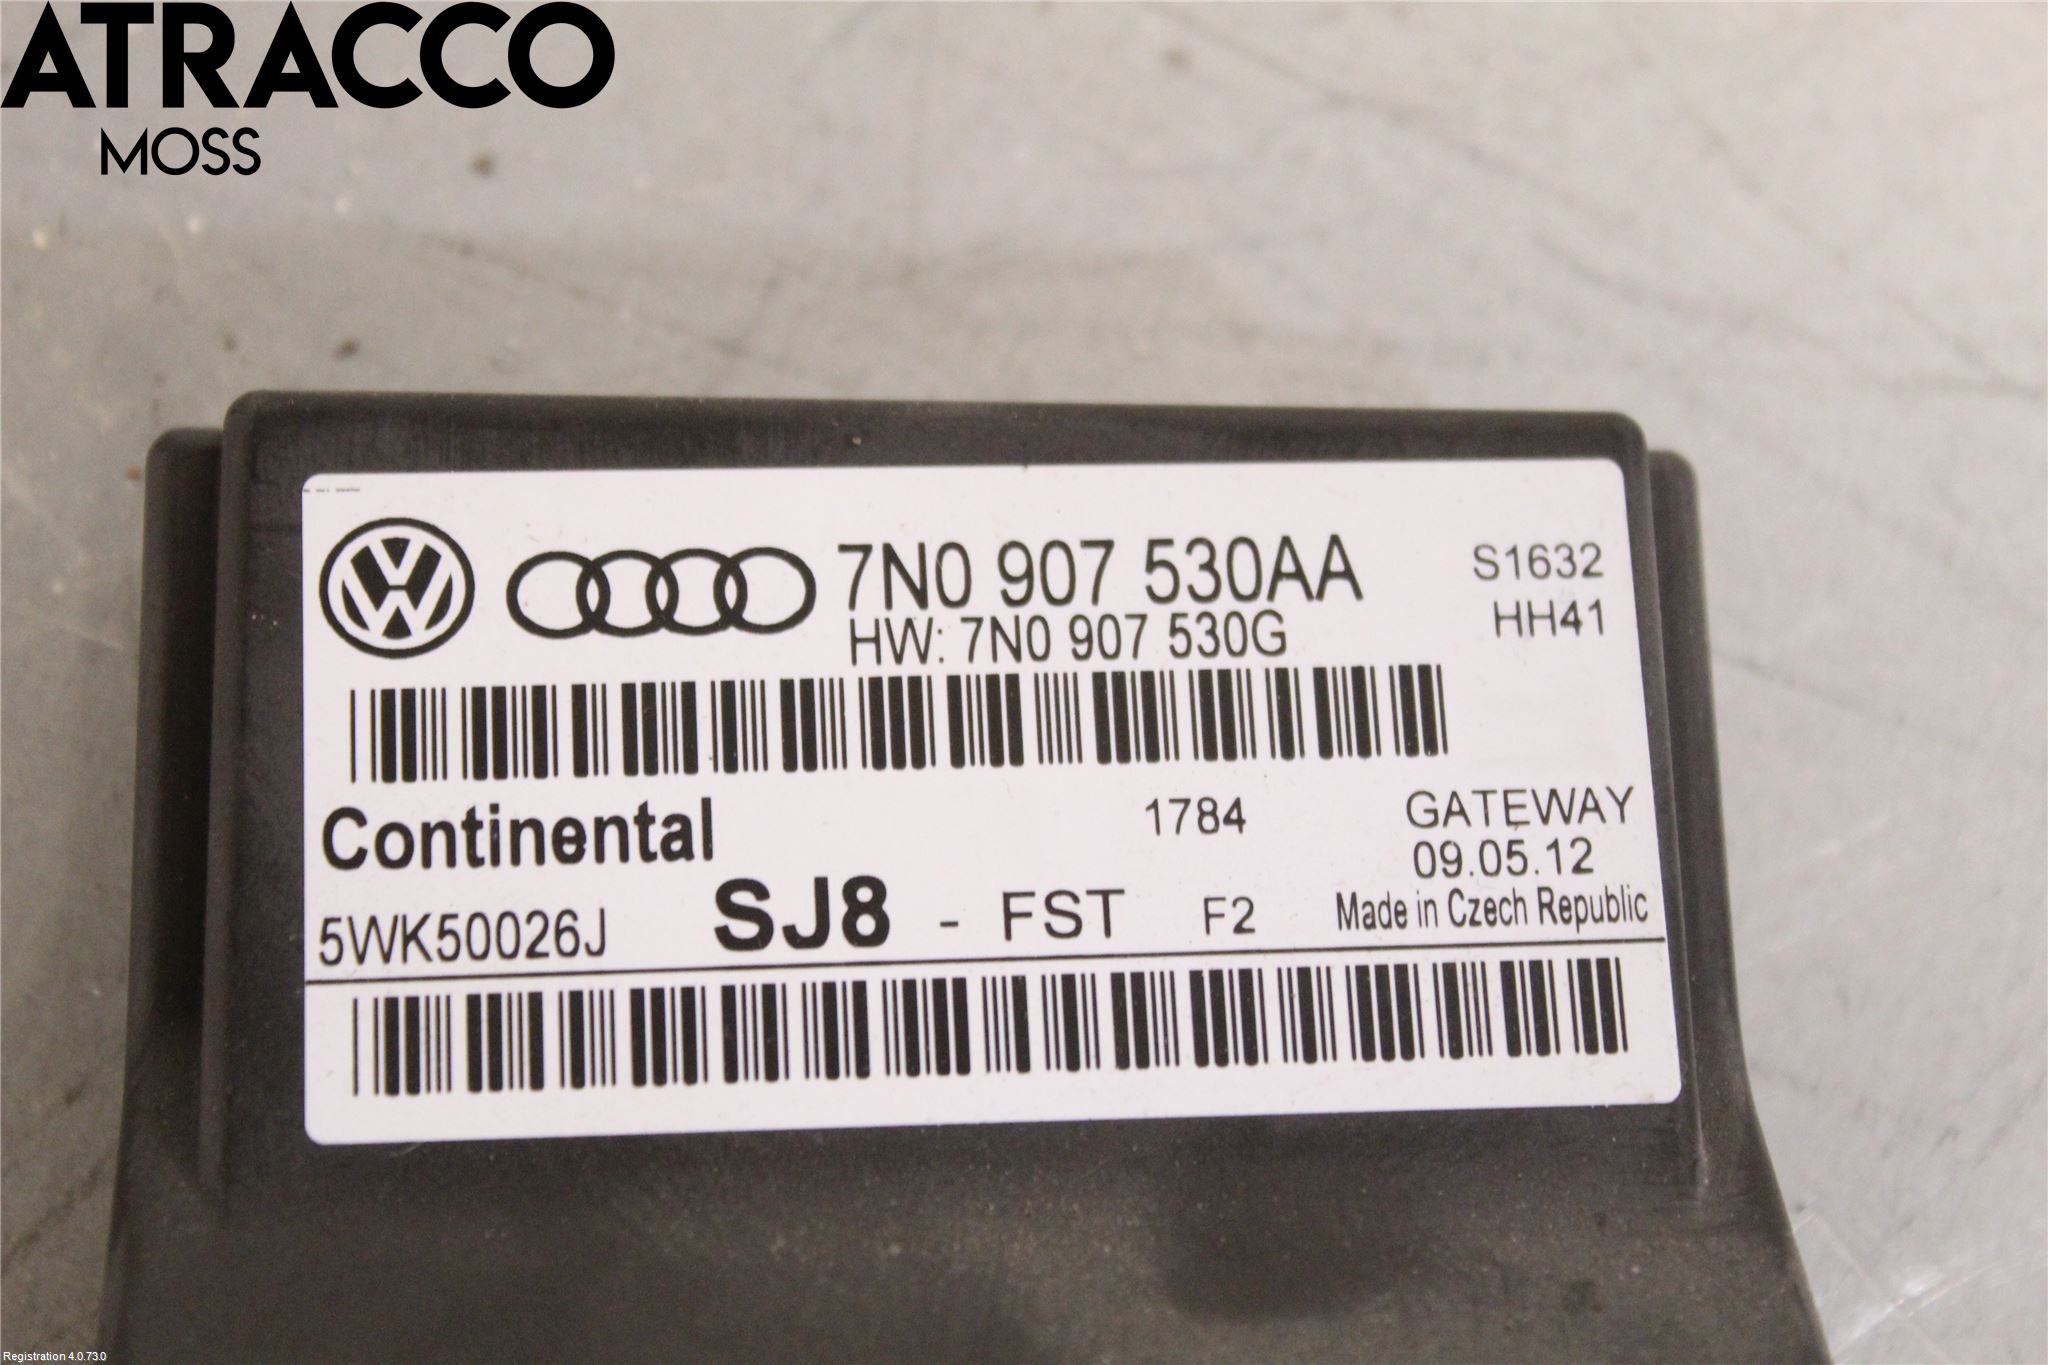 ATRACCO
MOSS
7N0 907 530AA
S1632
HW: 7N0 907 530G
HH41
Continental
1784
GATEWAY
09.05.12
5WK50026J
SJ8 - FST F2
Made in Czech Republic
Registration 4.0.73.0